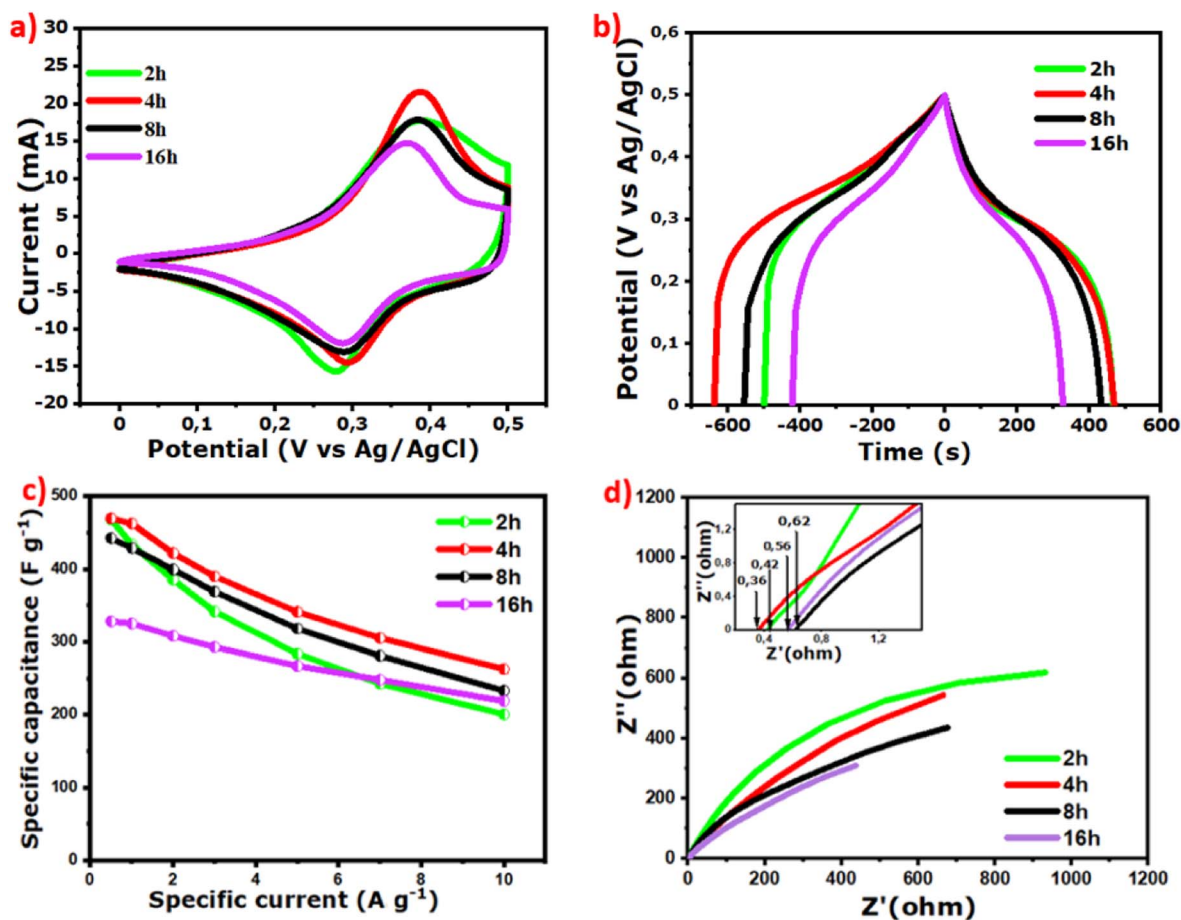 a)
30
25
20
15
10
5
0
-5
-10
-15
-20
Current (mA)
2h
4h
8h
16h
0 0,1 0,2 0,3 0,4 0,5
Potential (V vs Ag/AgCl)
b)
0,6
0,5
0,4
0,3
0,2
0,1
0
Potential (V vs Ag/AgCl)
2h
4h
8h
16h
-600 -400 -200 0 200 400 600
Time (s)
c)
500
400
300
200
100
0
Specific capacitance (F g⁻¹)
2h
4h
8h
16h
2 4 6 8 10
Specific current (A g⁻¹)
d)
1200
1000
800
600
400
200
0
Z''(ohm)
1,2
0,8
0,4
0
Z''(ohm)
0,62
0,56
0,42
0,36
0,4 0,8 1,2
Z'(ohm)
2h
4h
8h
16h
0 200 400 600 800 1000 1200
Z'(ohm)